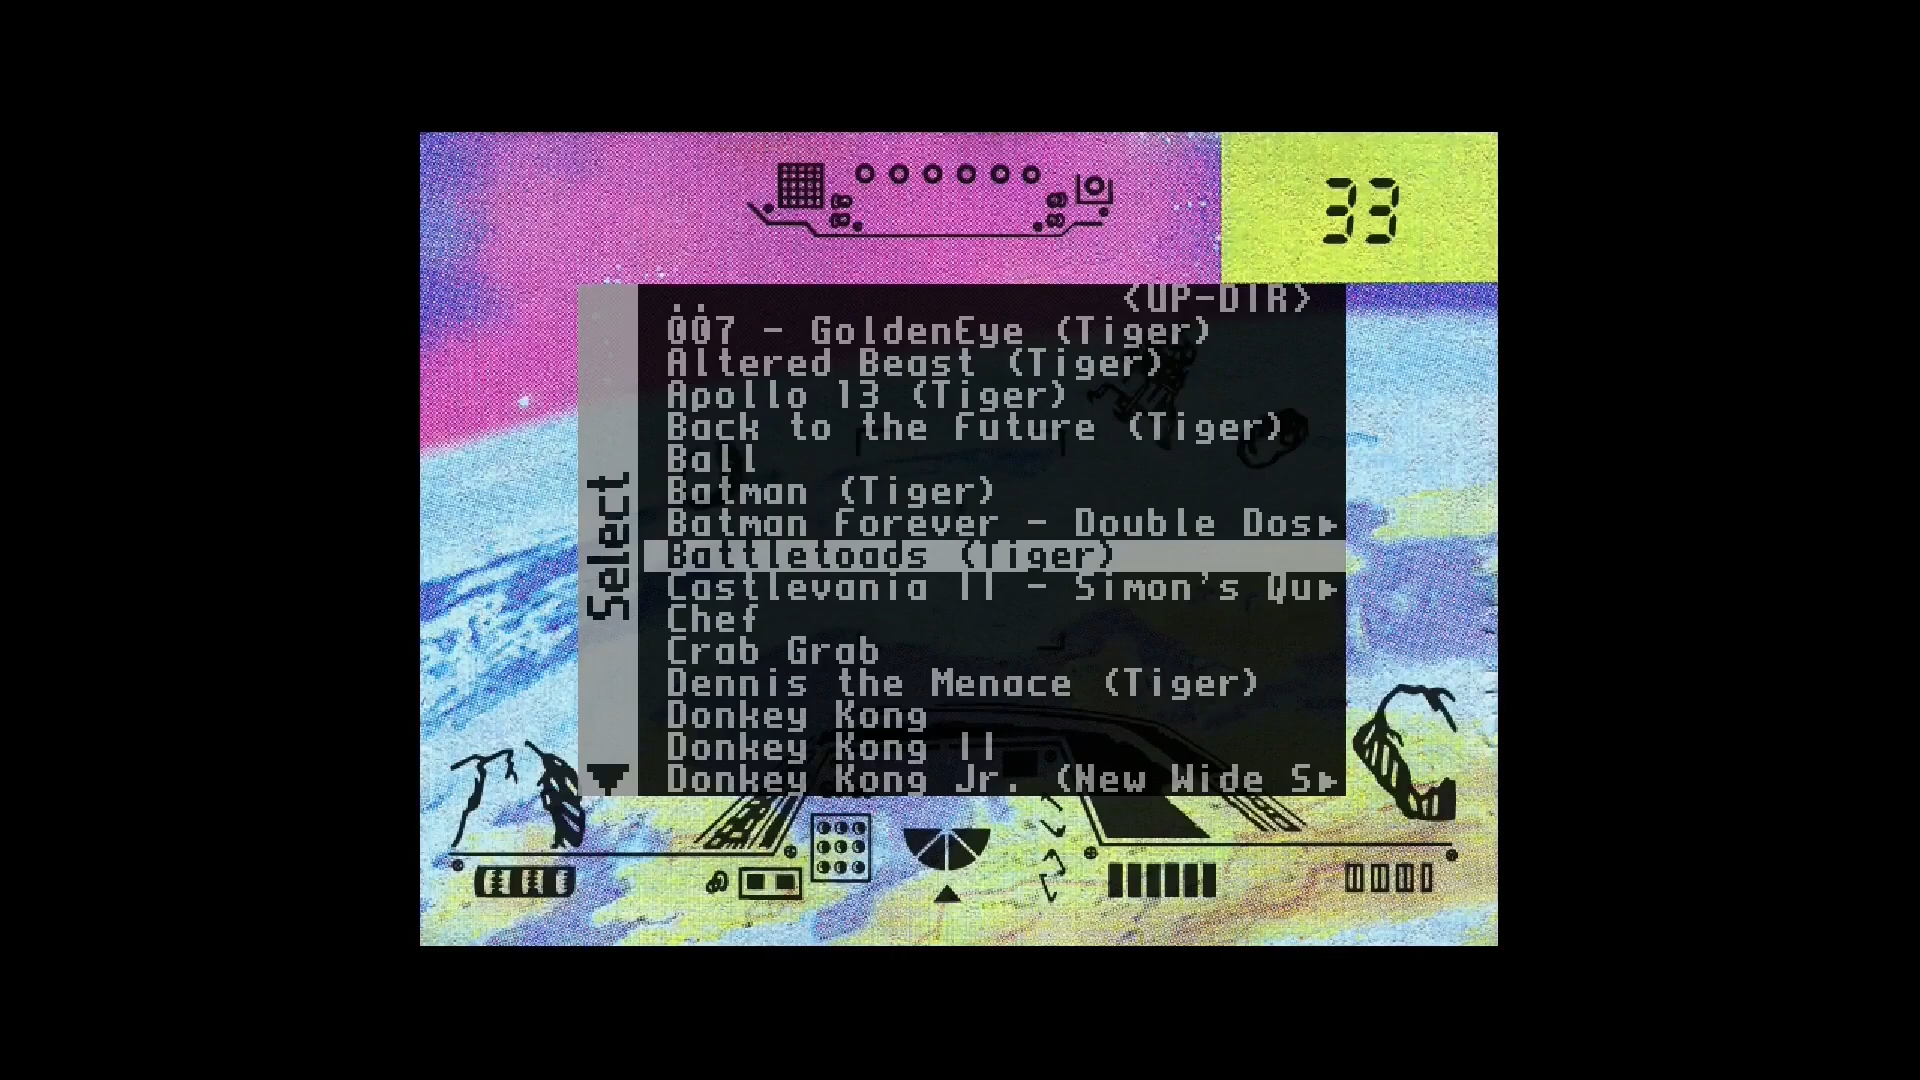 33
<UP-DIR>
..
007 - GoldenEye (Tiger)
Altered Beast (Tiger)
Apollo 13 (Tiger)
Back to the Future (Tiger)
Ball
Batman (Tiger)
Batman Forever - Double Dos
Battletoads (Tiger)
Castlevania II - Simon's Qu
Chef
Crab Grab
Dennis the Menace (Tiger)
Donkey Kong
Donkey Kong II
Donkey Kong Jr. (New Wide S
Select